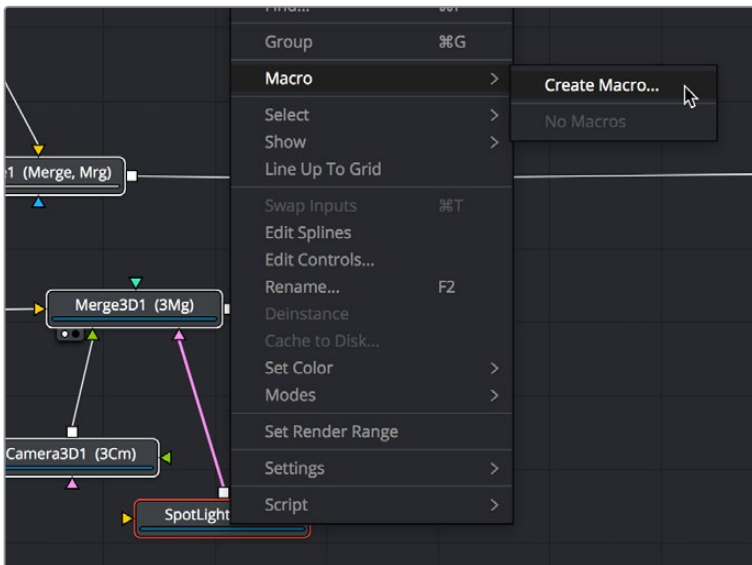 Find... ⌘F
Group ⌘G
Macro >
Create Macro...
No Macros
Select >
Show >
Line Up To Grid
Swap Inputs ⌘T
Edit Splines
Edit Controls...
Rename... F2
Deinstance
Cache to Disk...
Set Color >
Modes >
Set Render Range
Settings >
Script >
1 (Merge, Mrg)
Merge3D1 (3Mg)
Camera3D1 (3Cm)
SpotLight